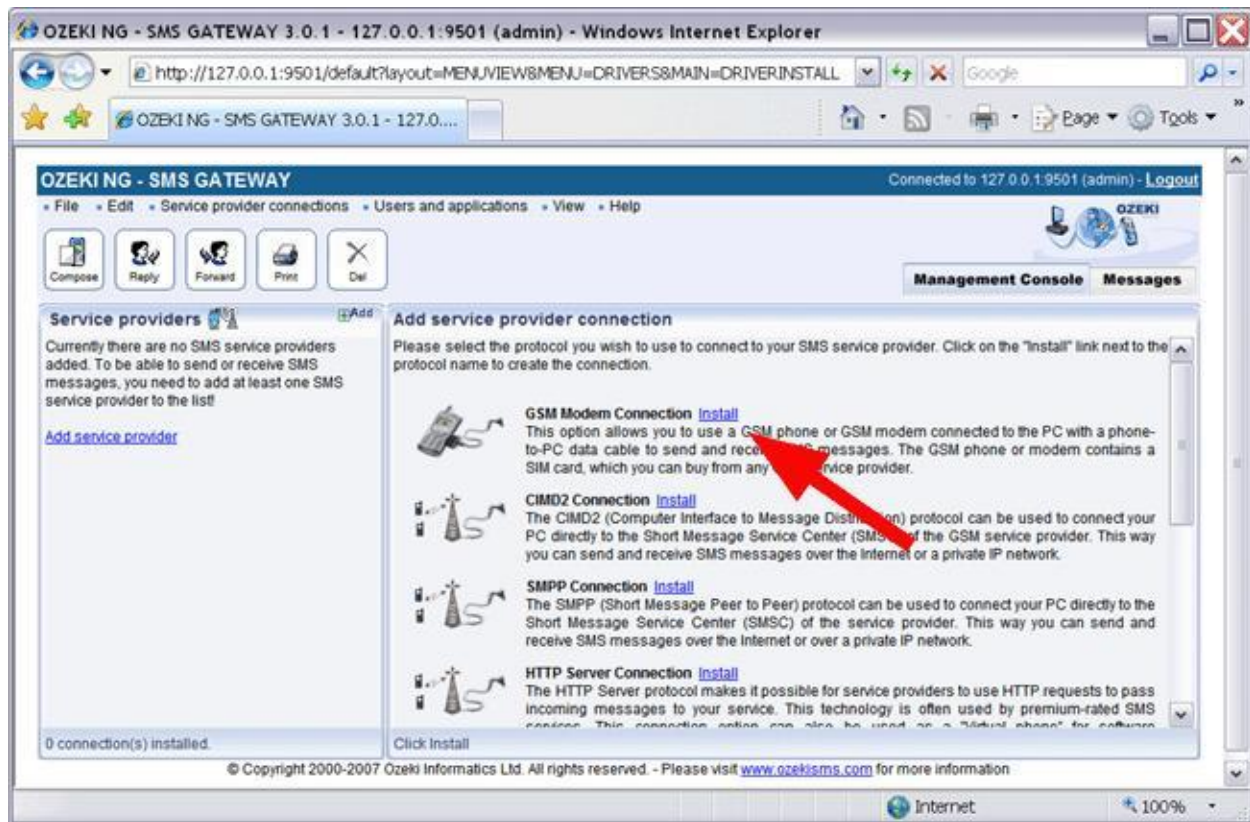 OZEKI NG - SMS GATEWAY 3.0.1 - 127.0.0.1:9501 (admin) - Windows Internet Explorer
http://127.0.0.1:9501/default?layout=MENUVIEW&MENU=DRIVERS&MAIN=DRIVERINSTALL
Google
OZEKI NG - SMS GATEWAY 3.0.1 - 127.0....
Page
Tools
OZEKI NG - SMS GATEWAY
Connected to 127.0.0.1:9501 (admin) - Logout
File Edit Service provider connections Users and applications View Help
OZEKI
Compose Reply Forward Print Del
Management Console Messages
Service providers
Add
Currently there are no SMS service providers
added. To be able to send or receive SMS
messages, you need to add at least one SMS
service provider to the list!
Add service provider
0 connection(s) installed.
Add service provider connection
Please select the protocol you wish to use to connect to your SMS service provider. Click on the "Install" link next to the
protocol name to create the connection.
GSM Modem Connection Install
This option allows you to use a GSM phone or GSM modem connected to the PC with a phone-
to-PC data cable to send and messages. The GSM phone or modem contains a
SIM card, which you can buy from any provider.
CIMD2 Connection Install
The CIMD2 (Computer Interface to Message protocol can be used to connect your
PC directly to the Short Message Service Center of the GSM service provider. This way
you can send and receive SMS messages over the Internet or a private IP network.
SMPP Connection Install
The SMPP (Short Message Peer to Peer) protocol can be used to connect your PC directly to the
Short Message Service Center (SMSC) of the service provider. This way you can send and
receive SMS messages over the Internet or over a private IP network.
HTTP Server Connection Install
The HTTP Server protocol makes it possible for service providers to use HTTP requests to pass
incoming messages to your service. This technology is often used by premium-rated SMS
services. This connection option can also be used as a "Virtual phone" for software
Click Install
© Copyright 2000-2007 Ozeki Informatics Ltd. All rights reserved. - Please visit www.ozekisms.com for more information
Internet
100%